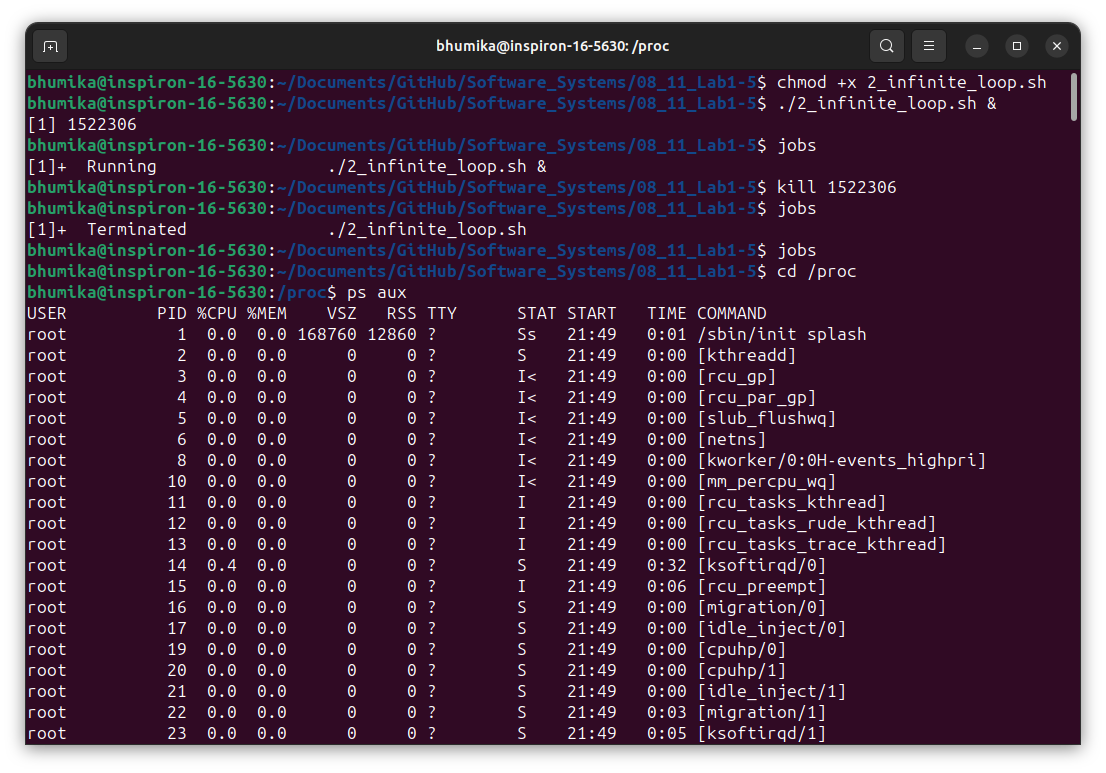 bhumika@inspiron-16-5630: /proc
bhumika@inspiron-16-5630:~/Documents/GitHub/Software_Systems/08_11_Lab1-5$ chmod +x 2_infinite_loop.sh
bhumika@inspiron-16-5630:~/Documents/GitHub/Software_Systems/08_11_Lab1-5$ ./2_infinite_loop.sh &
[1] 1522306
bhumika@inspiron-16-5630:~/Documents/GitHub/Software_Systems/08_11_Lab1-5$ jobs
[1]+  Running                 ./2_infinite_loop.sh &
bhumika@inspiron-16-5630:~/Documents/GitHub/Software_Systems/08_11_Lab1-5$ kill 1522306
bhumika@inspiron-16-5630:~/Documents/GitHub/Software_Systems/08_11_Lab1-5$ jobs
[1]+  Terminated              ./2_infinite_loop.sh
bhumika@inspiron-16-5630:~/Documents/GitHub/Software_Systems/08_11_Lab1-5$ jobs
bhumika@inspiron-16-5630:~/Documents/GitHub/Software_Systems/08_11_Lab1-5$ cd /proc
bhumika@inspiron-16-5630:/proc$ ps aux
USER         PID %CPU %MEM    VSZ   RSS TTY      STAT START   TIME COMMAND
root           1  0.0  0.0 168760 12860 ?        Ss   21:49   0:01 /sbin/init splash
root           2  0.0  0.0      0     0 ?        S    21:49   0:00 [kthreadd]
root           3  0.0  0.0      0     0 ?        I<   21:49   0:00 [rcu_gp]
root           4  0.0  0.0      0     0 ?        I<   21:49   0:00 [rcu_par_gp]
root           5  0.0  0.0      0     0 ?        I<   21:49   0:00 [slub_flushwq]
root           6  0.0  0.0      0     0 ?        I<   21:49   0:00 [netns]
root           8  0.0  0.0      0     0 ?        I<   21:49   0:00 [kworker/0:0H-events_highpri]
root          10  0.0  0.0      0     0 ?        I<   21:49   0:00 [mm_percpu_wq]
root          11  0.0  0.0      0     0 ?        I    21:49   0:00 [rcu_tasks_kthread]
root          12  0.0  0.0      0     0 ?        I    21:49   0:00 [rcu_tasks_rude_kthread]
root          13  0.0  0.0      0     0 ?        I    21:49   0:00 [rcu_tasks_trace_kthread]
root          14  0.4  0.0      0     0 ?        S    21:49   0:32 [ksoftirqd/0]
root          15  0.0  0.0      0     0 ?        I    21:49   0:06 [rcu_preempt]
root          16  0.0  0.0      0     0 ?        S    21:49   0:00 [migration/0]
root          17  0.0  0.0      0     0 ?        S    21:49   0:00 [idle_inject/0]
root          19  0.0  0.0      0     0 ?        S    21:49   0:00 [cpuhp/0]
root          20  0.0  0.0      0     0 ?        S    21:49   0:00 [cpuhp/1]
root          21  0.0  0.0      0     0 ?        S    21:49   0:00 [idle_inject/1]
root          22  0.0  0.0      0     0 ?        S    21:49   0:03 [migration/1]
root          23  0.0  0.0      0     0 ?        S    21:49   0:05 [ksoftirqd/1]